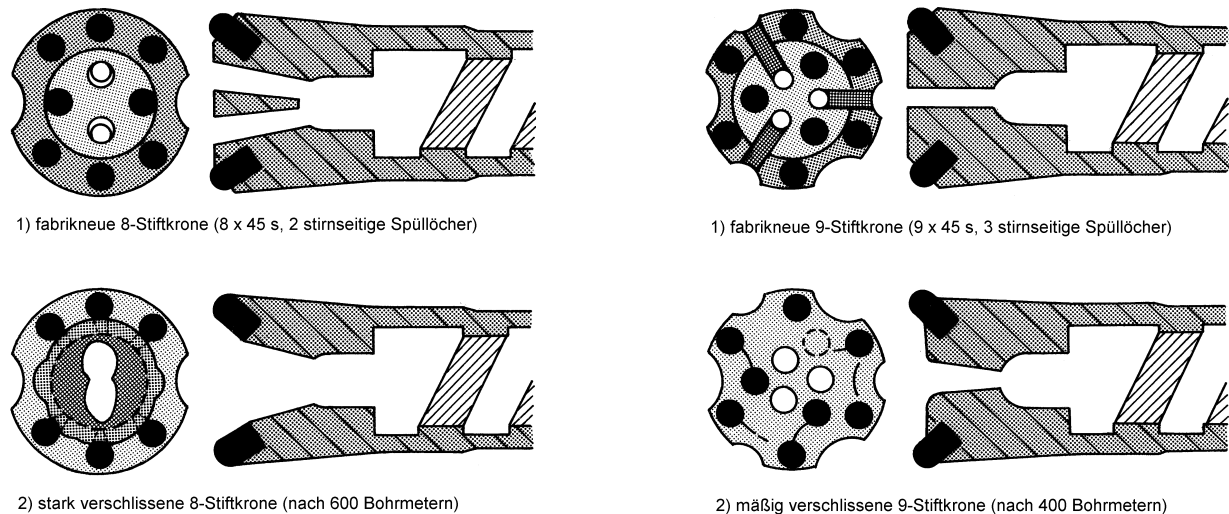 1) fabrikneue 8-Stiftkrone (8 x 45 s, 2 stirnseitige Spüllöcher)
1) fabrikneue 9-Stiftkrone (9 x 45 s, 3 stirnseitige Spüllöcher)
2) stark verschlissene 8-Stiftkrone (nach 600 Bohrmetern)
2) mäßig verschlissene 9-Stiftkrone (nach 400 Bohrmetern)